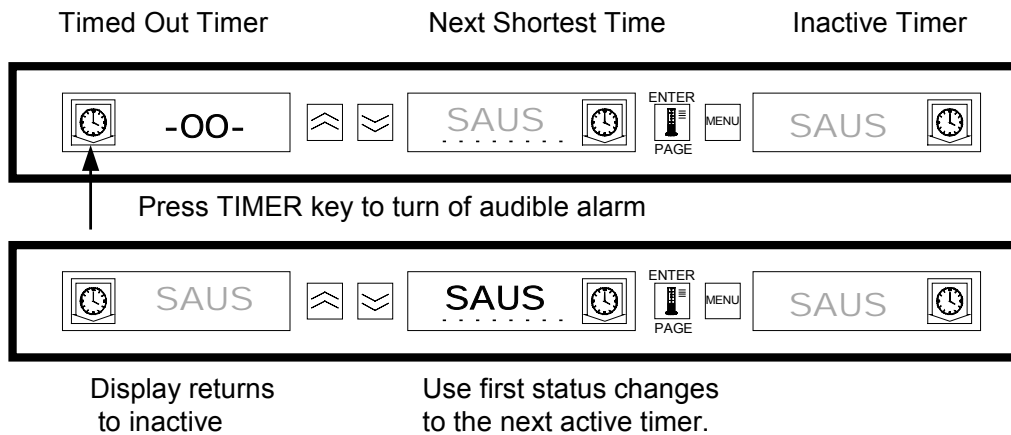 Timed Out Timer Next Shortest Time Inactive Timer
ENTER
-OO- SAUS MENU SAUS
PAGE
Press TIMER key to turn of audible alarm
ENTER
SAUS SAUS MENU SAUS
PAGE
Display returns Use first status changes
to inactive to the next active timer.